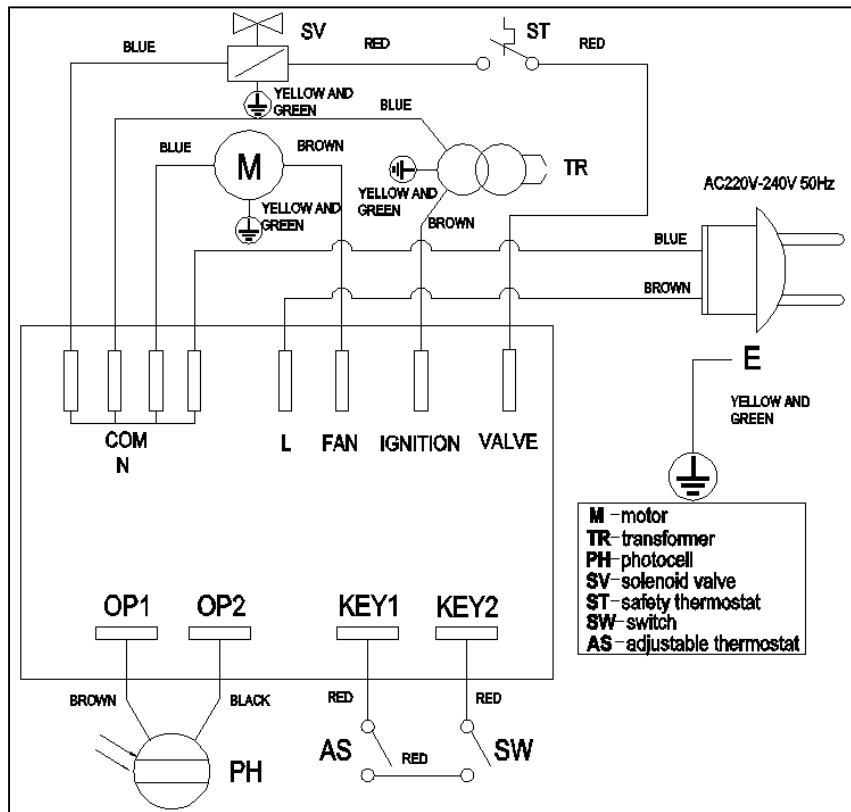 SV
ST
BLUE
RED
RED
YELLOW AND
GREEN
BLUE
BLUE
M
BROWN
TR
YELLOW AND
GREEN
YELLOW AND
GREEN
BROWN
AC220V-240V 50Hz
BLUE
BROWN
E
YELLOW AND
GREEN
COM
N
L
FAN
IGNITION
VALVE
M-motor
TR-transformer
PH-photocell
SV-solenoid valve
ST-safety thermostat
SW-switch
AS-adjustable thermostat
OP1
OP2
KEY1
KEY2
BROWN
BLACK
RED
RED
PH
AS
RED
SW